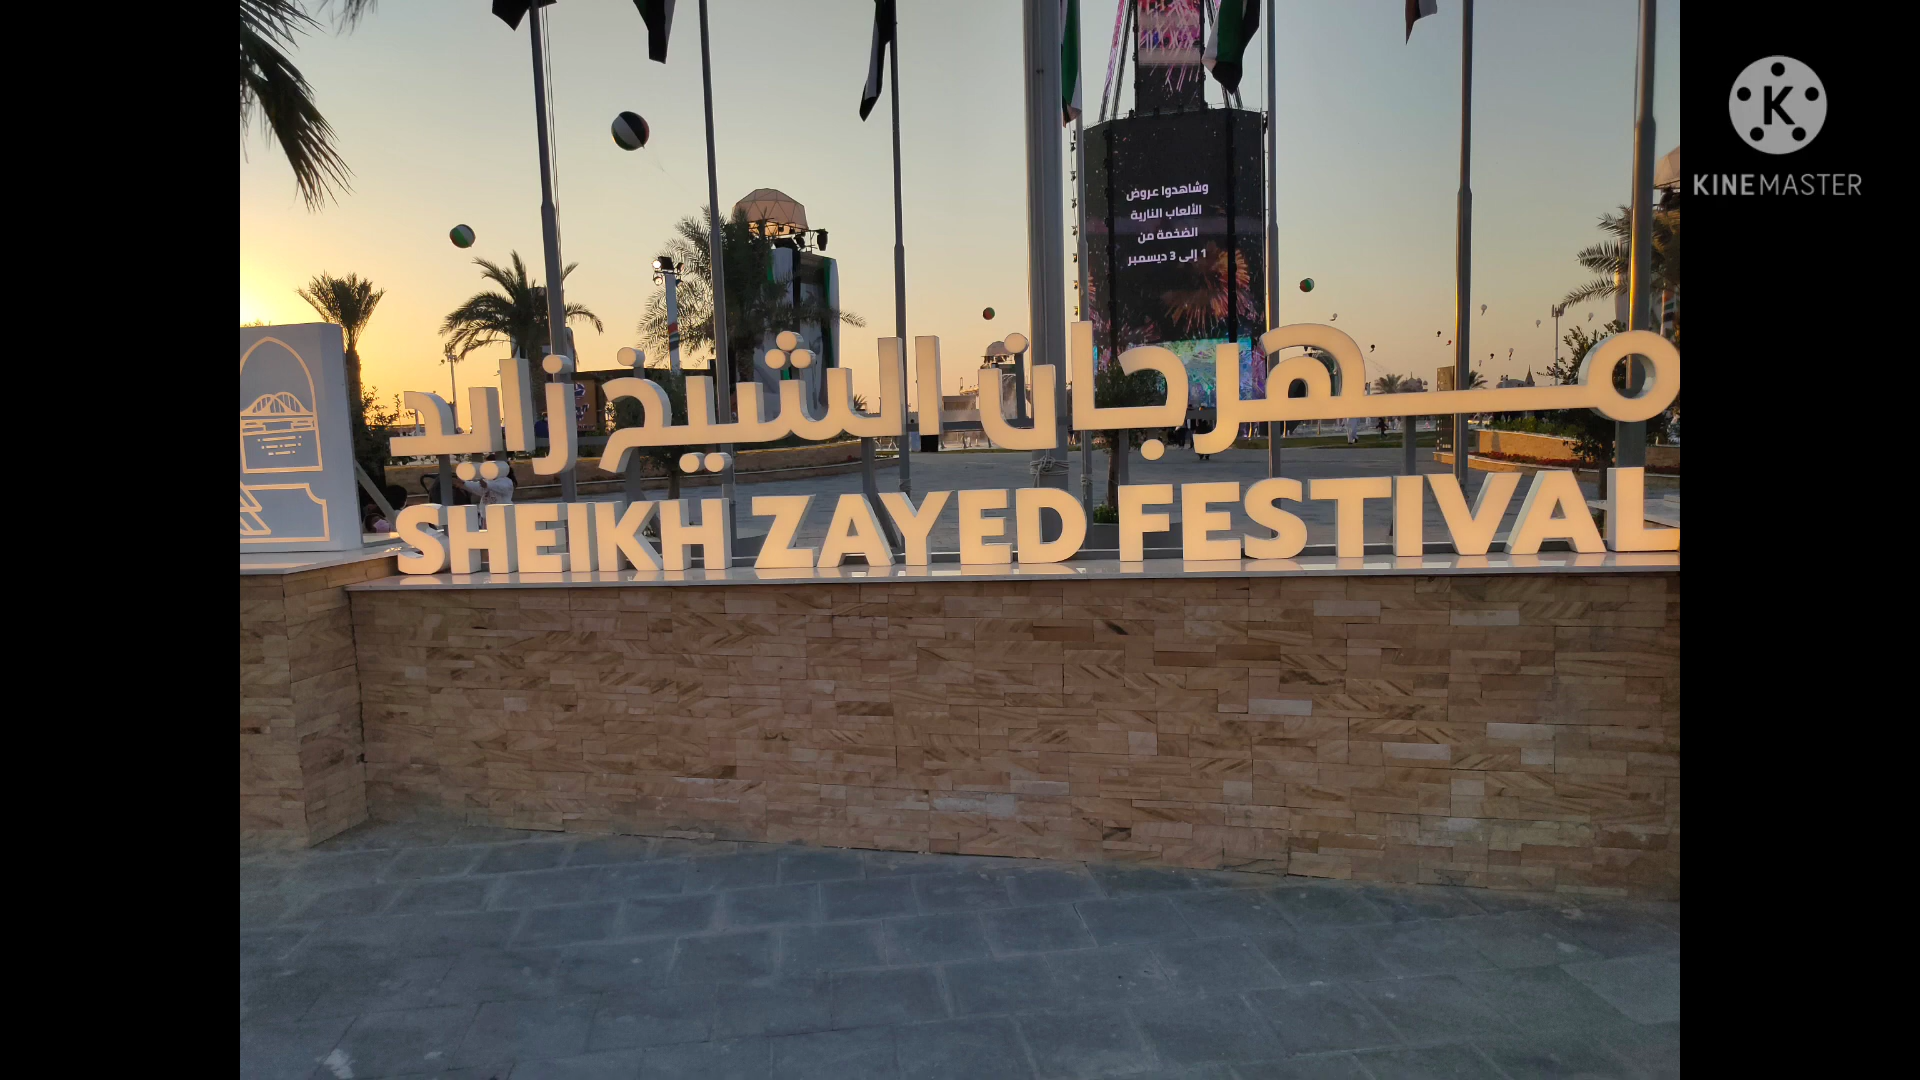 وشاهدوا عروض
الألعاب النارية
الضخمة من
1 إلى 3 ديسمبر
KINEMASTER
مهرجان الشيخ زايد
SHEIKH ZAYED FESTIVAL